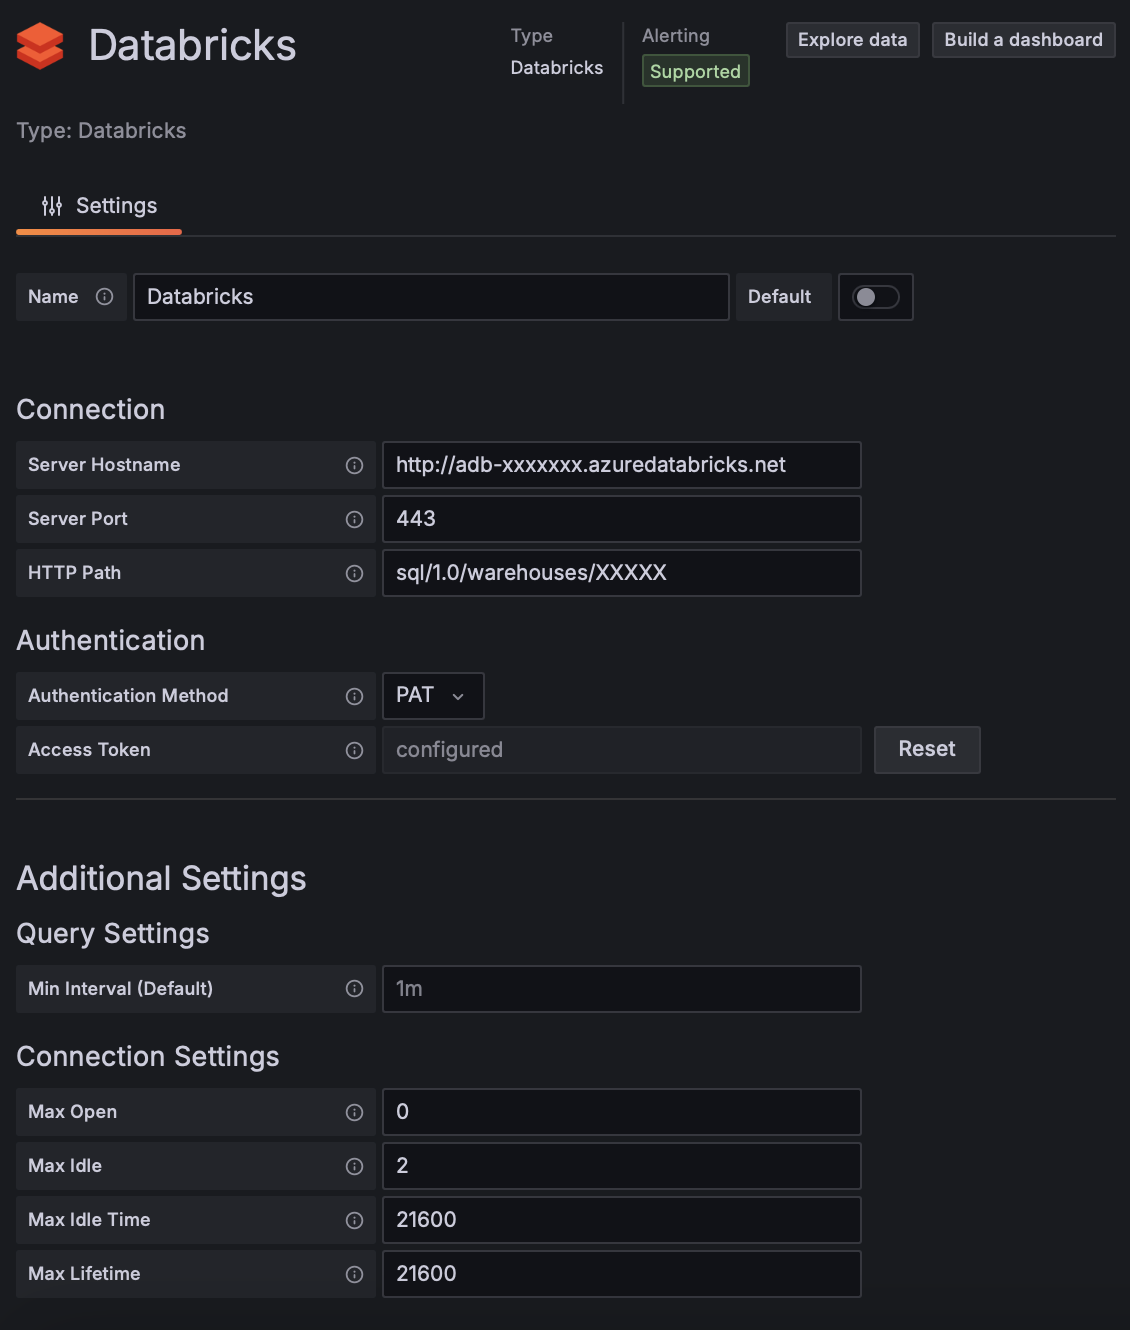 Databricks
Type
Databricks
Alerting
Supported
Explore data
Build a dashboard
Type: Databricks
Settings
Name
Databricks
Default
Connection
Server Hostname
http://adb-xxxxxxx.azuredatabricks.net
Server Port
443
HTTP Path
sql/1.0/warehouses/XXXXX
Authentication
Authentication Method
PAT
Access Token
configured
Reset
Additional Settings
Query Settings
Min Interval (Default)
1m
Connection Settings
Max Open
0
Max Idle
2
Max Idle Time
21600
Max Lifetime
21600